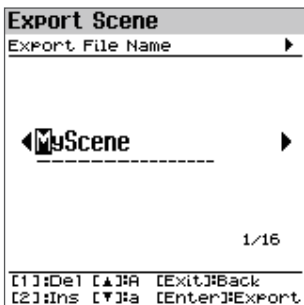 Export Scene
Export File Name ▶
◀MyScene ▶
1/16
[1]:Del [▲]:A [Exit]:Back
[2]:Ins [▼]:a [Enter]:Export